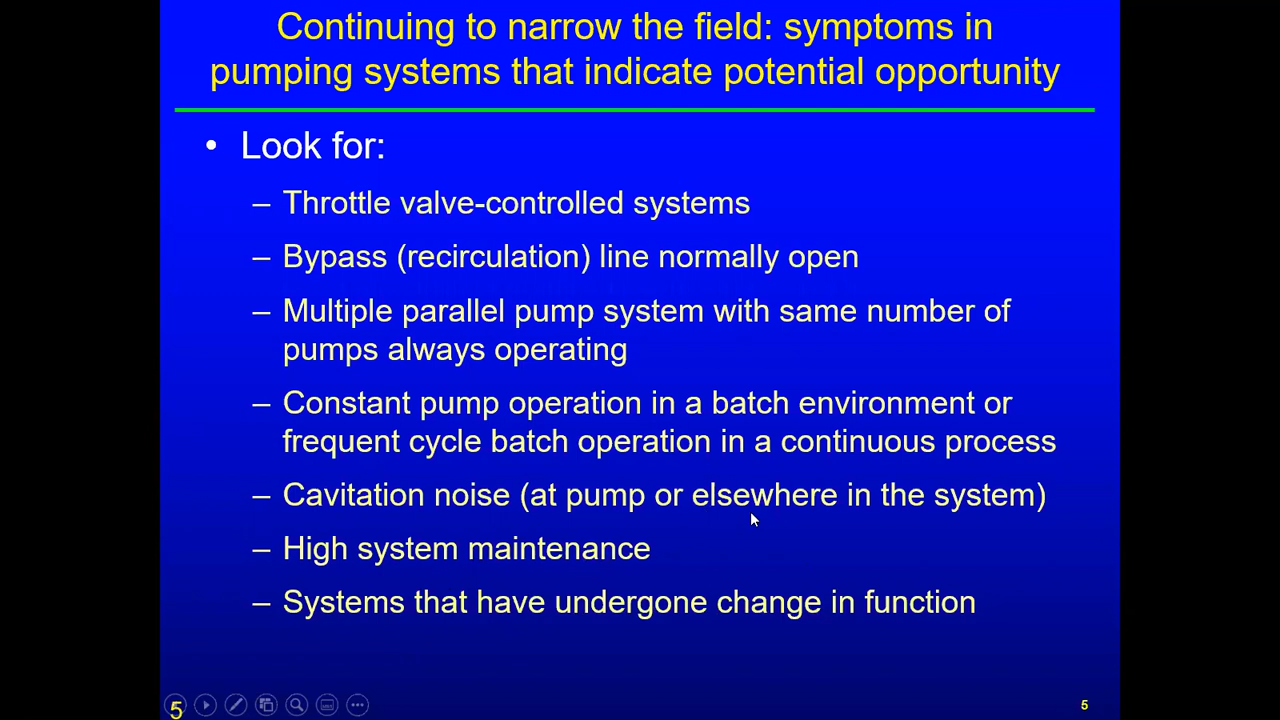 Continuing to narrow the field: symptoms in
pumping systems that indicate potential opportunity
• Look for:
– Throttle valve-controlled systems
– Bypass (recirculation) line normally open
– Multiple parallel pump system with same number of
pumps always operating
– Constant pump operation in a batch environment or
frequent cycle batch operation in a continuous process
– Cavitation noise (at pump or elsewhere in the system)
– High system maintenance
– Systems that have undergone change in function
5
5